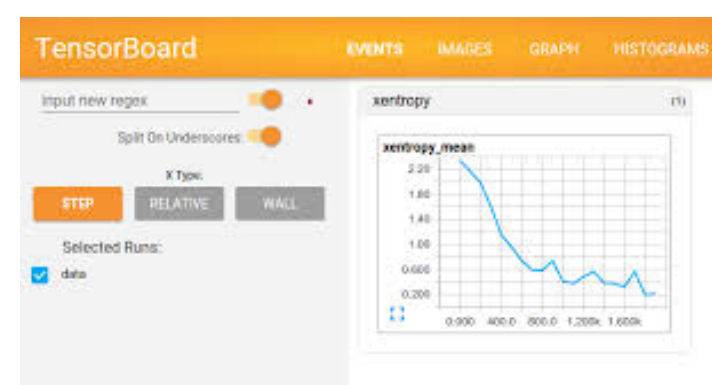 TensorBoard
EVENTS IMAGES GRAPH HISTOGRAMS
Input new regex
Split On Underscores:
X Type:
STEP RELATIVE WALL
Selected Runs:
data
xentropy (1)
xentropy_mean
2.20
1.80
1.40
1.00
0.600
0.200
0.000 400.0 800.0 1.200k 1.600k